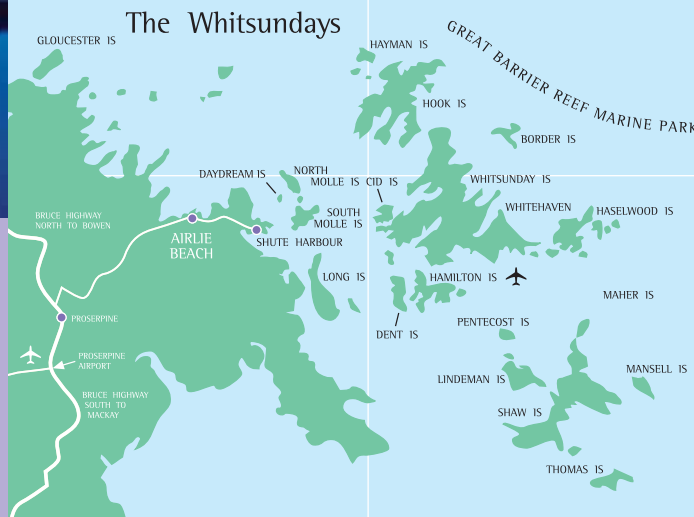 The Whitsundays
GLOUCESTER IS
HAYMAN IS
GREAT BARRIER REEF MARINE PARK
HOOK IS
BORDER IS
DAYDREAM IS
NORTH
MOLLE IS
CID IS
WHITSUNDAY IS
SOUTH
MOLLE IS
WHITEHAVEN
HASELWOOD IS
BRUCE HIGHWAY
NORTH TO BOWEN
AIRLIE
BEACH
SHUTE HARBOUR
LONG IS
HAMILTON IS
MAHER IS
PROSERPINE
DENT IS
PENTECOST IS
PROSERPINE
AIRPORT
LINDEMAN IS
MANSELL IS
BRUCE HIGHWAY
SOUTH TO
MACKAY
SHAW IS
THOMAS IS